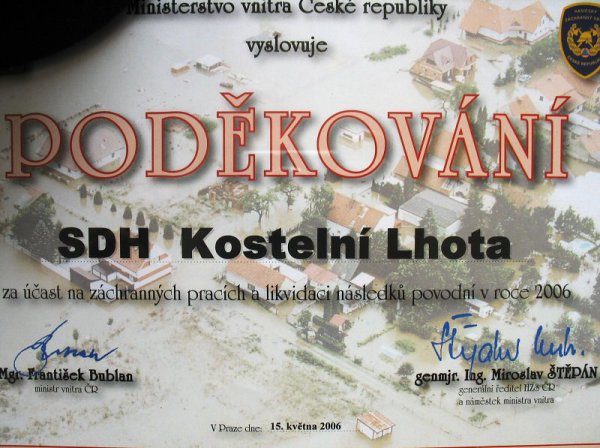 Ministerstvo vnitra České republiky
vyslovuje
PODĚKOVÁNÍ
SDH Kostelní Lhota
za účast na záchranných pracích a likvidaci následků povodní v roce 2006
Mgr. František Bublan
ministr vnitra ČR
genmjr. Ing. Miroslav ŠTĚPÁN
generální ředitel HZS ČR
a náměstek ministra vnitra
V Praze dne: 15. května 2006